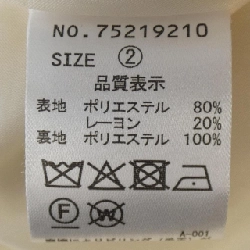 NO.75219210
SIZE ②
品質表示
表地 ポリエステル 80%
レーヨン 20%
裏地 ポリエステル 100%
F W
A-001